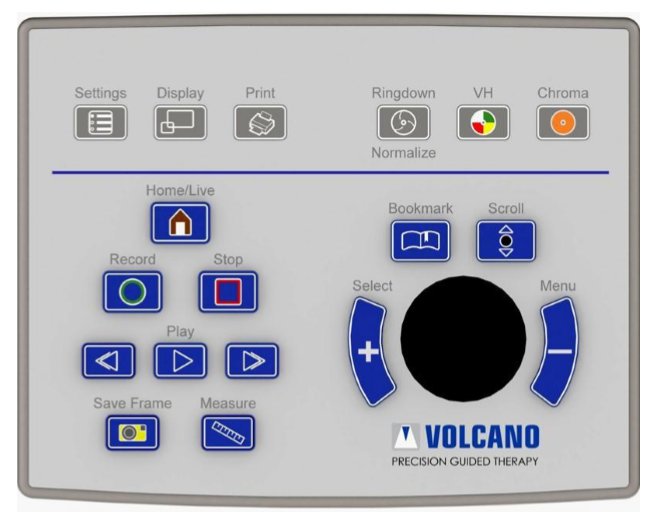 Settings Display Print Ringdown VH Chroma
Normalize
Home/Live
Bookmark Scroll
Record Stop
Select Menu
Play
+ −
Save Frame Measure
VOLCANO
PRECISION GUIDED THERAPY